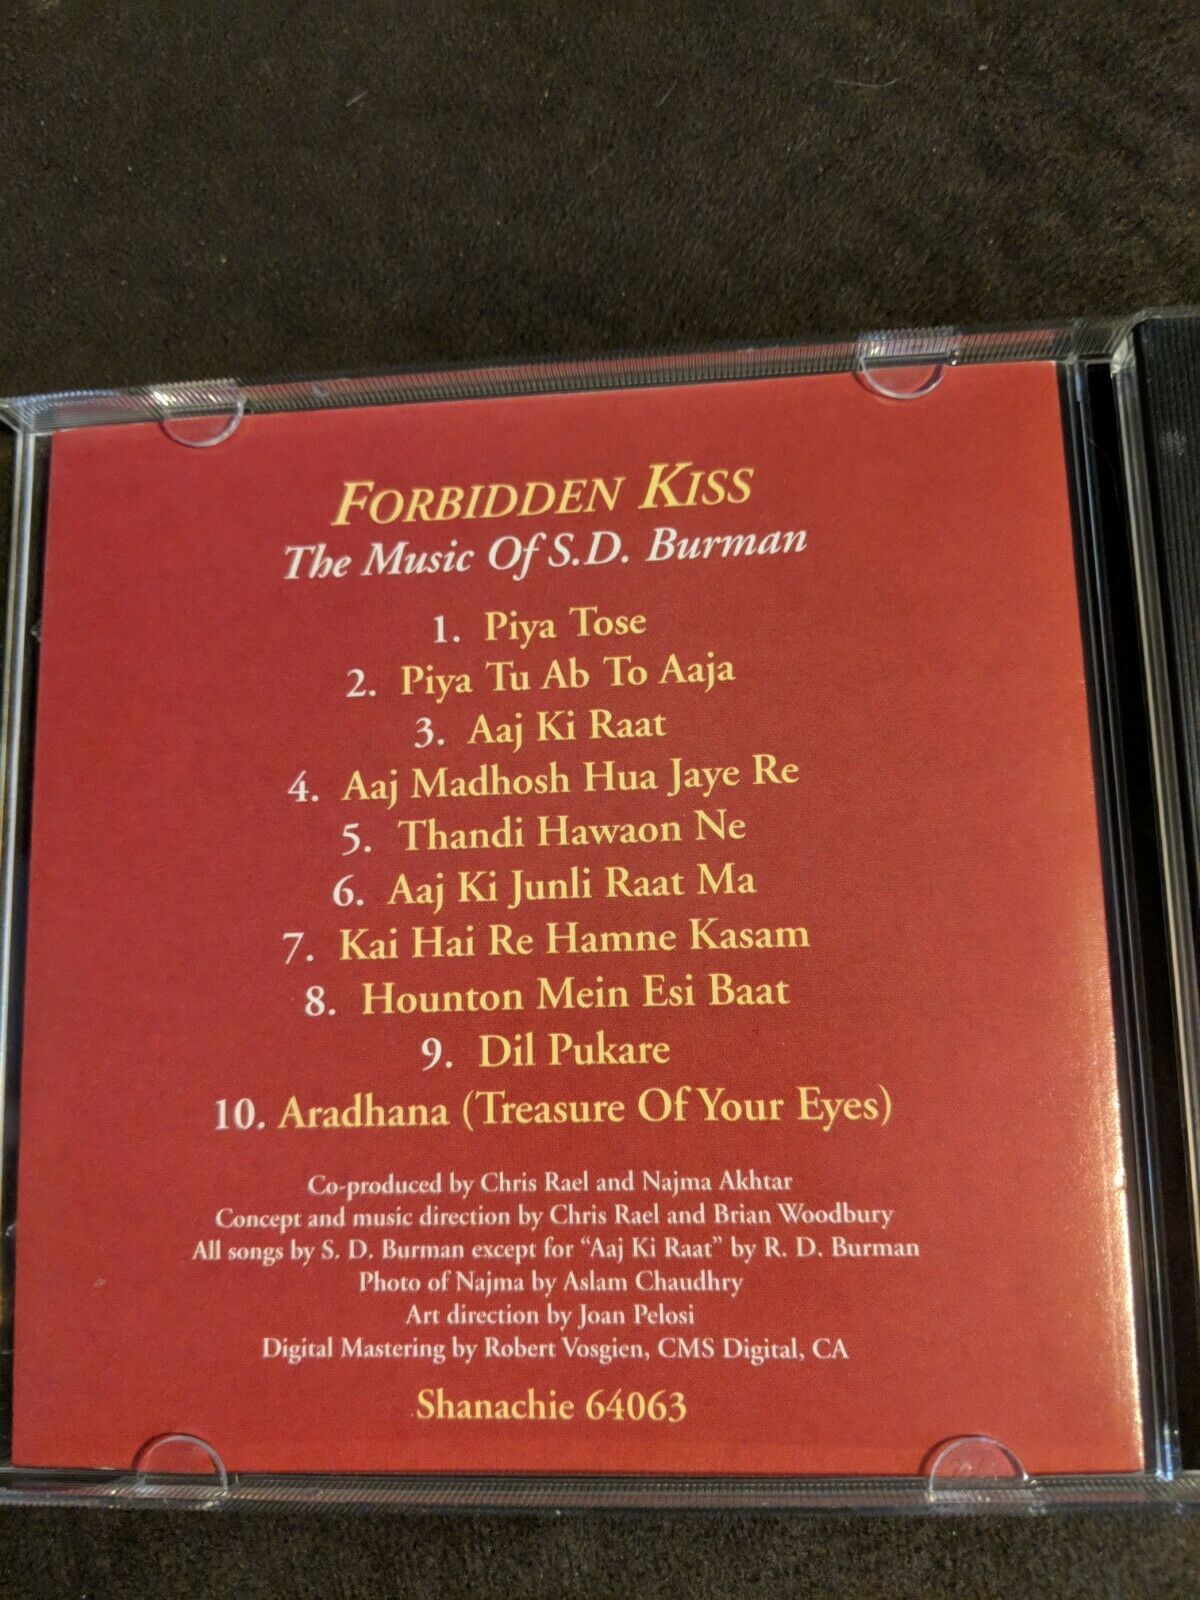 FORBIDDEN KISS
The Music Of S.D. Burman
1. Piya Tose
2. Piya Tu Ab To Aaja
3. Aaj Ki Raat
4. Aaj Madhosh Hua Jaye Re
5. Thandi Hawaon Ne
6. Aaj Ki Junli Raat Ma
7. Kai Hai Re Hamne Kasam
8. Hounton Mein Esi Baat
9. Dil Pukare
10. Aradhana (Treasure Of Your Eyes)
Co-produced by Chris Rael and Najma Akhtar
Concept and music direction by Chris Rael and Brian Woodbury
All songs by S. D. Burman except for “Aaj Ki Raat” by R. D. Burman
Photo of Najma by Aslam Chaudhry
Art direction by Joan Pelosi
Digital Mastering by Robert Vosgien, CMS Digital, CA
Shanachie 64063